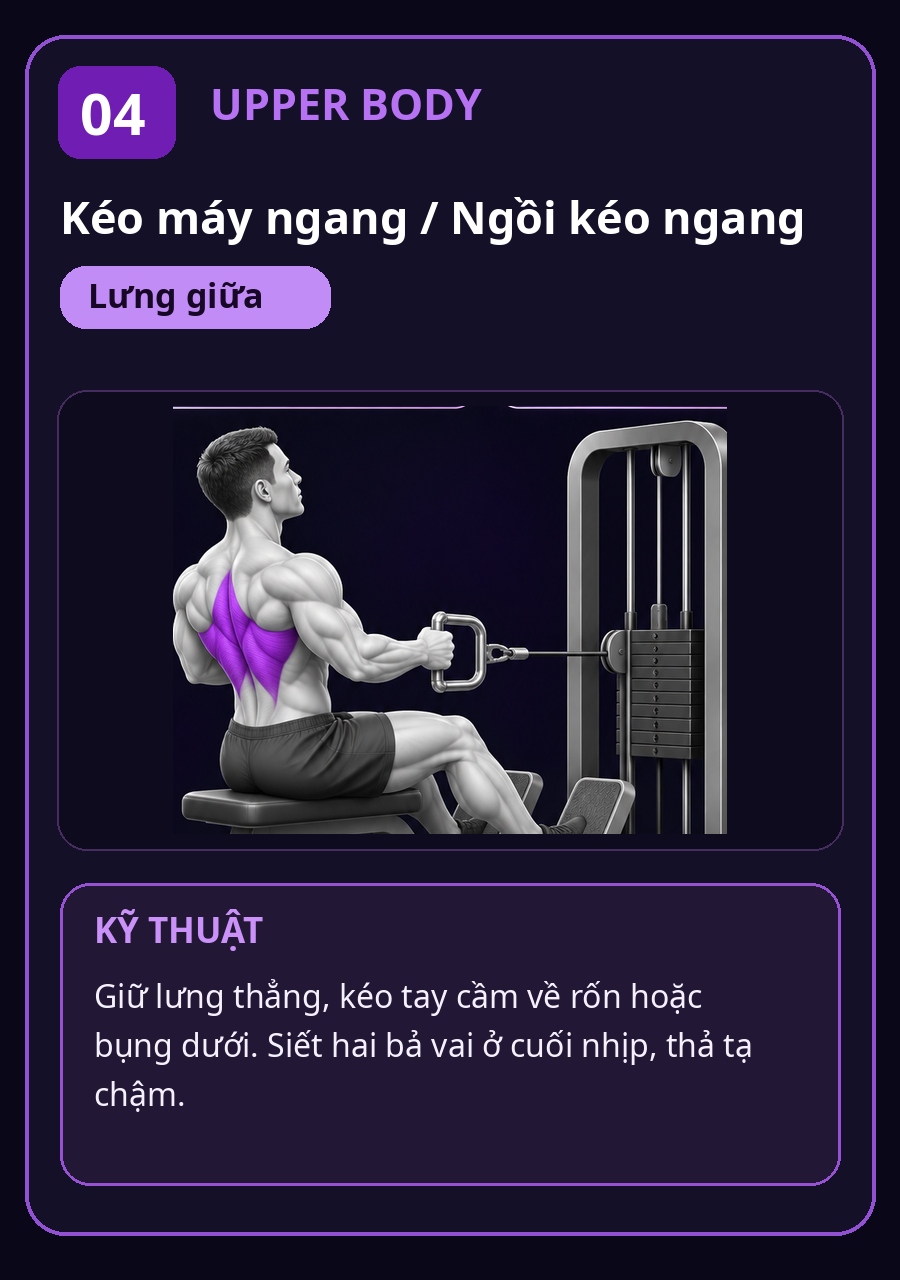 04
UPPER BODY
Kéo máy ngang / Ngồi kéo ngang
Lưng giữa
KỸ THUẬT
Giữ lưng thẳng, kéo tay cầm về rốn hoặc
bụng dưới. Siết hai bả vai ở cuối nhịp, thả tạ
chậm.